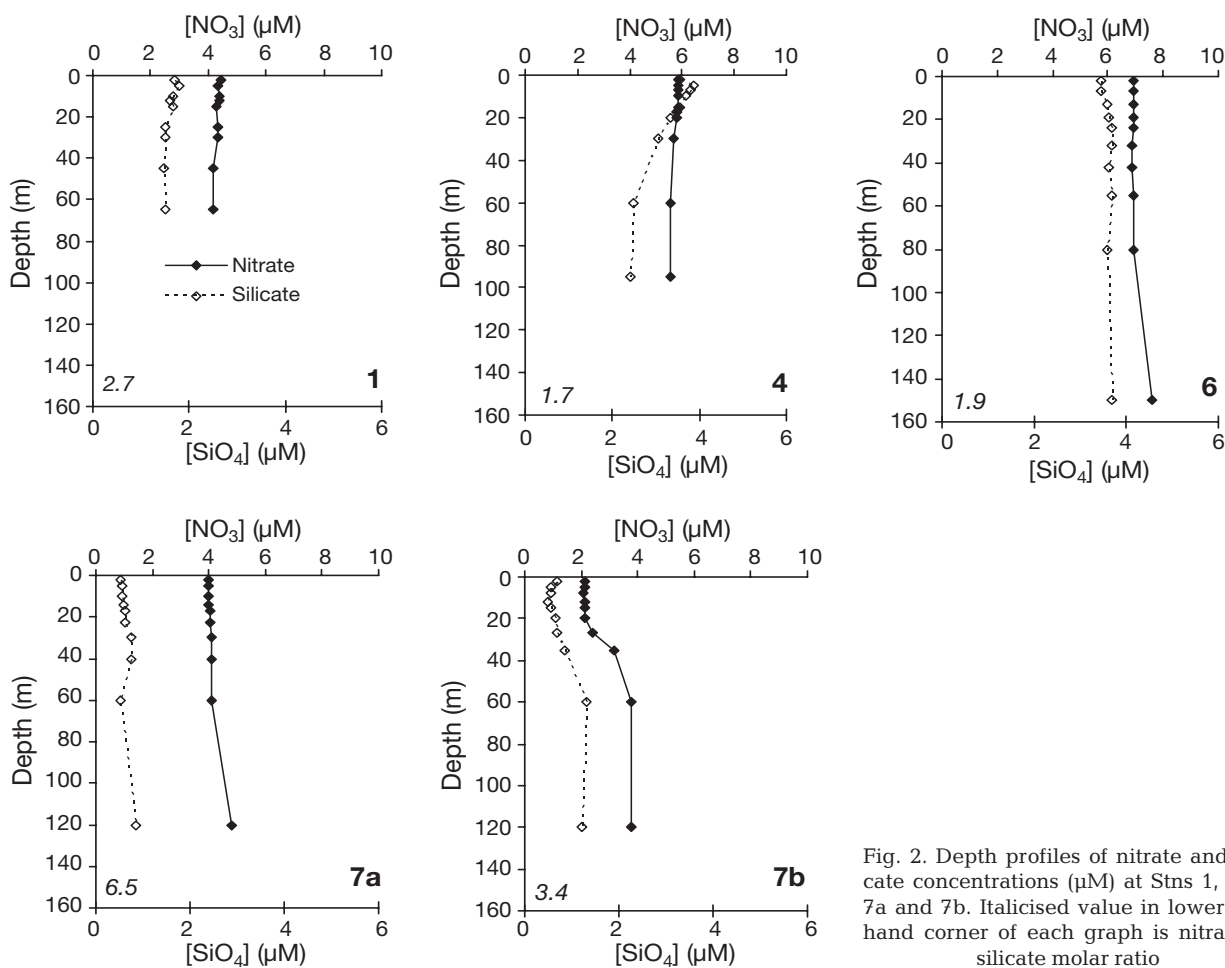 [NO3] (µM)
0 2 4 6 8 10
0
20
40
60
80
100
120
140
160
Depth (m)
Nitrate
Silicate
2.7
1
0 2 4 6
[SiO4] (µM)
[NO3] (µM)
0 2 4 6 8 10
0
20
40
60
80
100
120
140
160
Depth (m)
1.7
4
0 2 4 6
[SiO4] (µM)
[NO3] (µM)
0 2 4 6 8 10
0
20
40
60
80
100
120
140
160
Depth (m)
1.9
6
0 2 4 6
[SiO4] (µM)
[NO3] (µM)
0 2 4 6 8 10
0
20
40
60
80
100
120
140
160
Depth (m)
6.5
7a
0 2 4 6
[SiO4] (µM)
[NO3] (µM)
0 2 4 6 8 10
0
20
40
60
80
100
120
140
160
Depth (m)
3.4
7b
0 2 4 6
[SiO4] (µM)
Fig. 2. Depth profiles of nitrate and
cate concentrations (µM) at Stns 1,
7a and 7b. Italicised value in lower
hand corner of each graph is nitra
silicate molar ratio